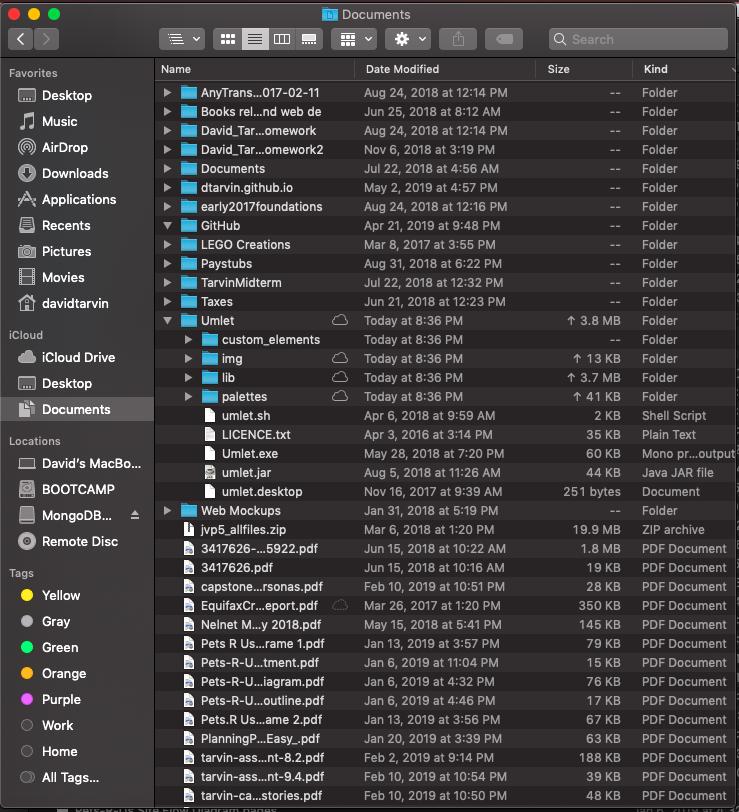 Documents
Search
Favorites
Desktop
Music
AirDrop
Downloads
Applications
Recents
Pictures
Movies
davidtarvin
iCloud
iCloud Drive
Desktop
Documents
Locations
David's MacBo...
BOOTCAMP
MongoDB...
Remote Disc
Tags
Yellow
Gray
Green
Orange
Purple
Work
Home
All Tags...
Name Date Modified Size Kind
AnyTrans...017-02-11 Aug 24, 2018 at 12:14 PM -- Folder
Books rel...nd web de Jun 25, 2018 at 8:12 AM -- Folder
David_Tar...omework Aug 24, 2018 at 12:14 PM -- Folder
David_Tar...omework2 Nov 6, 2018 at 3:19 PM -- Folder
Documents Jul 22, 2018 at 4:56 AM -- Folder
dtarvin.github.io May 2, 2019 at 4:57 PM -- Folder
early2017foundations Aug 24, 2018 at 12:16 PM -- Folder
GitHub Apr 21, 2019 at 9:48 PM -- Folder
LEGO Creations Mar 8, 2017 at 3:55 PM -- Folder
Paystubs Aug 31, 2018 at 6:22 PM -- Folder
TarvinMidterm Jul 22, 2018 at 12:32 PM -- Folder
Taxes Jun 21, 2018 at 12:23 PM -- Folder
Umlet Today at 8:36 PM ↑ 3.8 MB Folder
custom_elements Today at 8:36 PM -- Folder
img Today at 8:36 PM ↑ 13 KB Folder
lib Today at 8:36 PM ↑ 3.7 MB Folder
palettes Today at 8:36 PM ↑ 41 KB Folder
umlet.sh Apr 6, 2018 at 9:59 AM 2 KB Shell Script
LICENCE.txt Apr 3, 2016 at 3:14 PM 35 KB Plain Text
Umlet.exe May 28, 2018 at 7:20 PM 60 KB Mono pr...output
umlet.jar Aug 5, 2018 at 11:26 AM 44 KB Java JAR file
umlet.desktop Nov 16, 2017 at 9:39 AM 251 bytes Document
Web Mockups Jan 31, 2018 at 5:19 PM -- Folder
jvp5_allfiles.zip Mar 6, 2018 at 1:20 PM 19.9 MB ZIP archive
3417626-...5922.pdf Jun 15, 2018 at 10:22 AM 1.8 MB PDF Document
3417626.pdf Jun 15, 2018 at 10:16 AM 19 KB PDF Document
capstone...rsonas.pdf Feb 10, 2019 at 10:51 PM 28 KB PDF Document
EquifaxCr...eport.pdf Mar 26, 2017 at 1:20 PM 350 KB PDF Document
Nelnet M...y 2018.pdf May 15, 2018 at 5:41 PM 145 KB PDF Document
Pets R Us...rame 1.pdf Jan 13, 2019 at 3:57 PM 79 KB PDF Document
Pets-R-U...tment.pdf Jan 6, 2019 at 11:04 PM 15 KB PDF Document
Pets-R-U...iagram.pdf Jan 6, 2019 at 4:32 PM 76 KB PDF Document
Pets-R-U...outline.pdf Jan 6, 2019 at 4:46 PM 17 KB PDF Document
Pets.R Us...ame 2.pdf Jan 13, 2019 at 3:56 PM 67 KB PDF Document
PlanningP...Easy_.pdf Jan 20, 2019 at 3:39 PM 63 KB PDF Document
tarvin-ass...nt-8.2.pdf Feb 2, 2019 at 9:14 PM 188 KB PDF Document
tarvin-ass...nt-9.4.pdf Feb 10, 2019 at 10:54 PM 39 KB PDF Document
tarvin-ca...stories.pdf Feb 10, 2019 at 10:50 PM 48 KB PDF Document